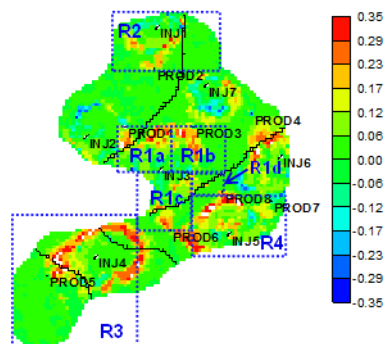 R2
INJ1
PROD2
INJ7
PROD1
PROD3
PROD4
INJ2
R1a
R1b
INJ6
R1d
INJ3
R1c
PROD8
PROD7
PROD6
INJ5
R4
INJ4
PROD5
R3
0.35
0.29
0.23
0.17
0.12
0.06
0.00
-0.06
-0.12
-0.17
-0.23
-0.29
-0.35